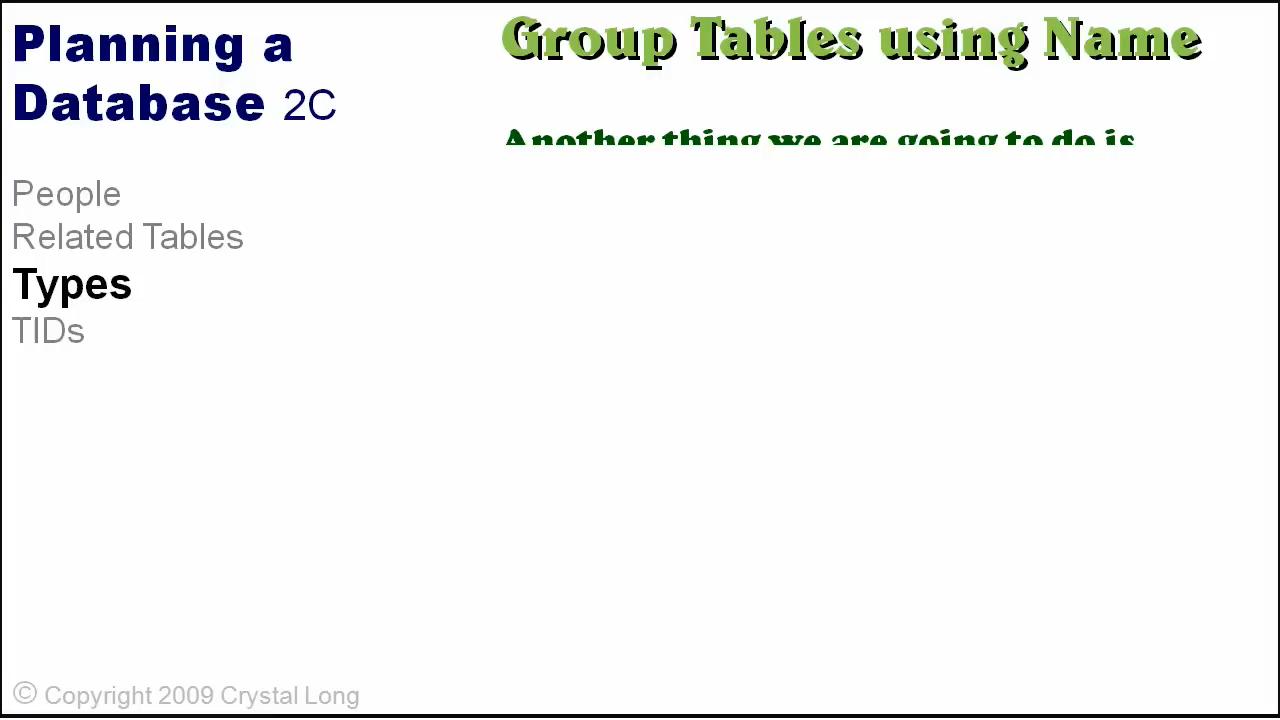 Planning a
Database 2C
Group Tables using Name
Another thing we are going to do is
People
Related Tables
Types
TIDs
© Copyright 2009 Crystal Long